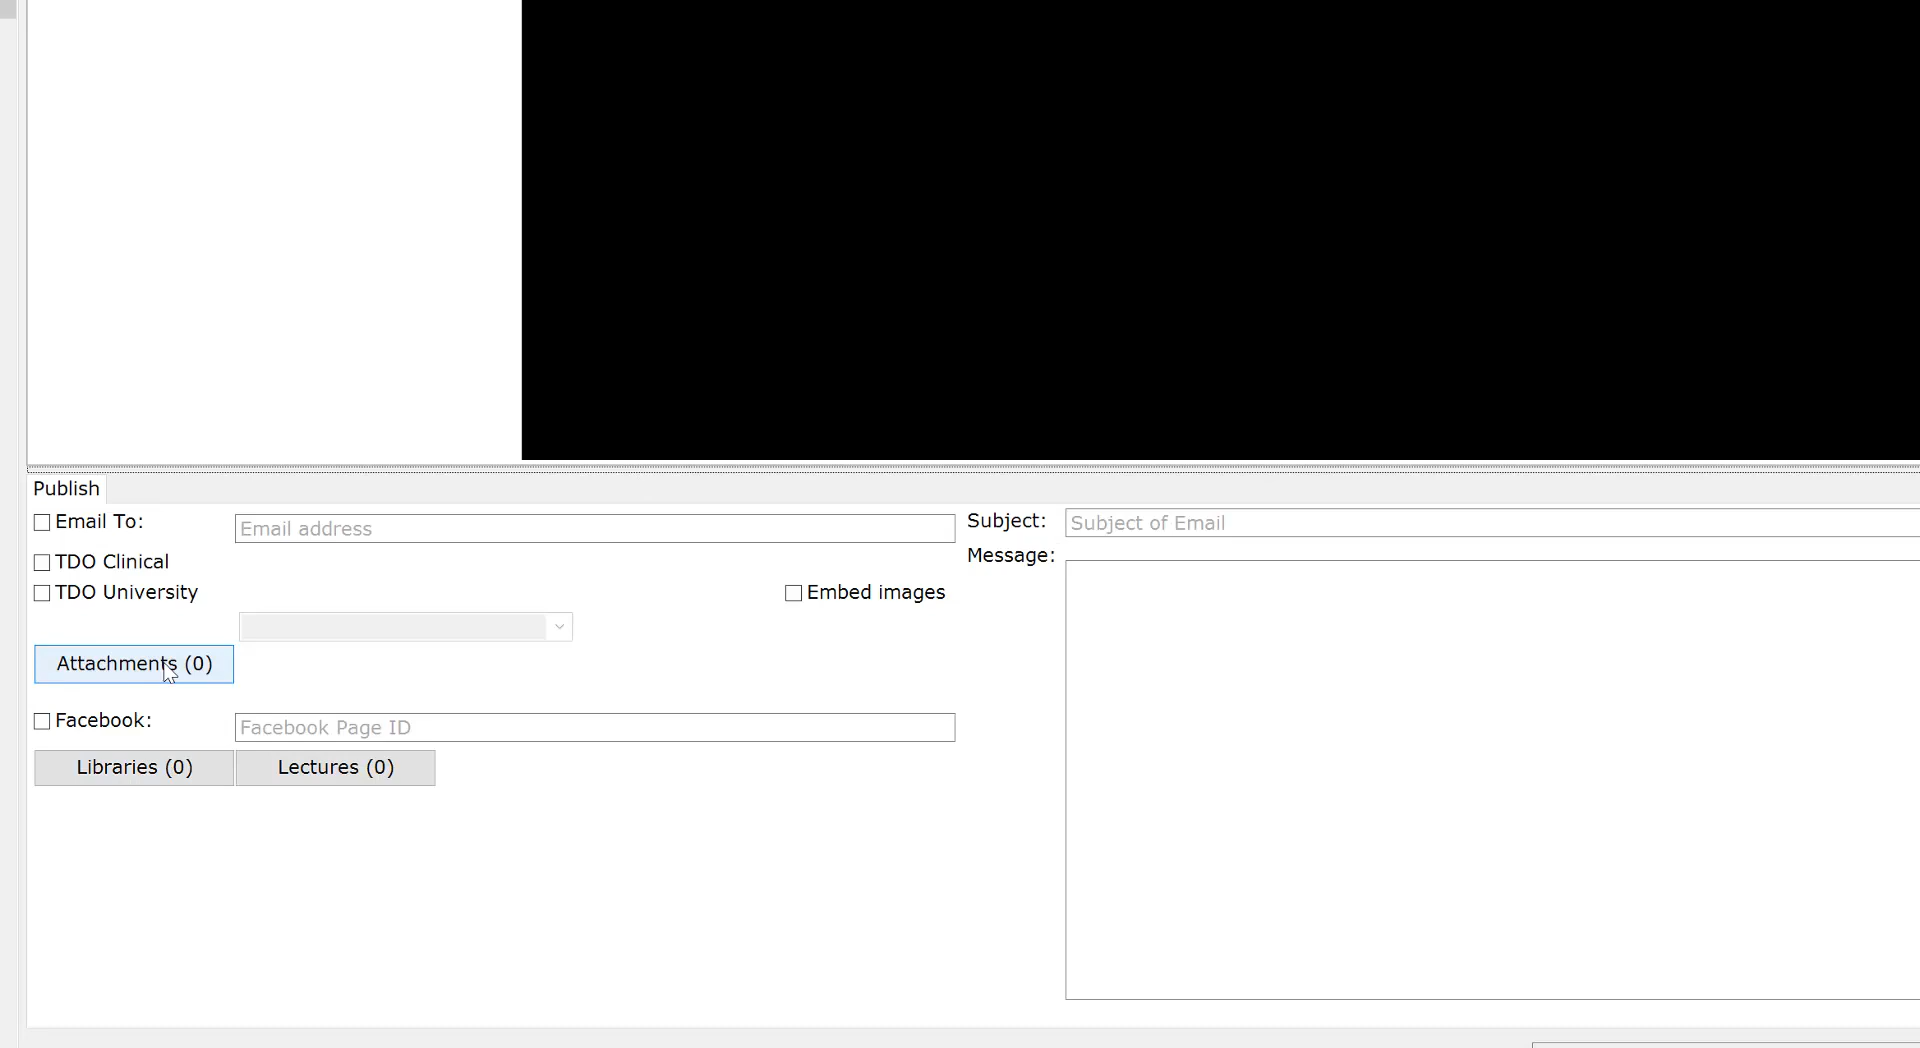 Publish
Email To:
Email address
Subject:
Subject of Email
Message:
TDO Clinical
TDO University
Embed images
Attachments (0)
Facebook:
Facebook Page ID
Libraries (0)
Lectures (0)